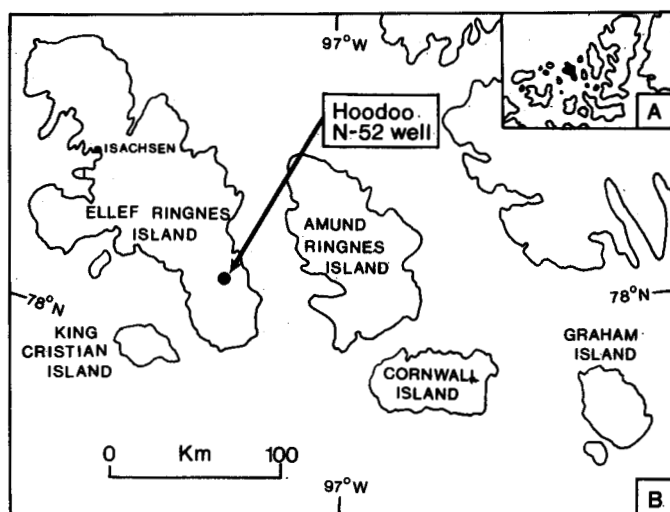 97°W
A
Hoodoo
N-52 well
ISACHSEN
ELLEF RINGNES
ISLAND
AMUND
RINGNES
ISLAND
78°N
78°N
KING
CRISTIAN
ISLAND
GRAHAM
ISLAND
CORNWALL
ISLAND
0 Km 100
97°W
B